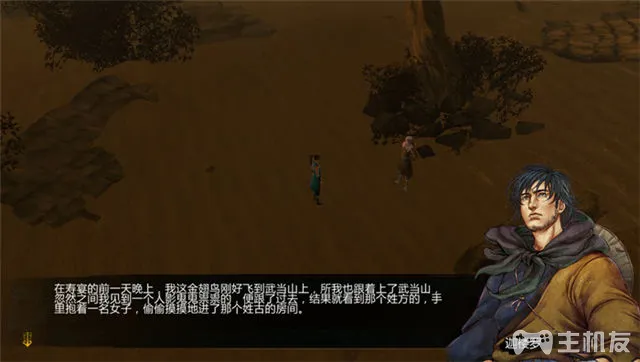 在寿宴的前一天晚上，我这金翅鸟刚好飞到武当山上，所我也跟着上了武当山。
忽然之间我见到一个人影鬼鬼祟祟的，便跟了过去，结果就看到那个姓方的，手
里抱着一名女子，偷偷摸摸地进了那个姓古的房间。
迦楼罗
主机友